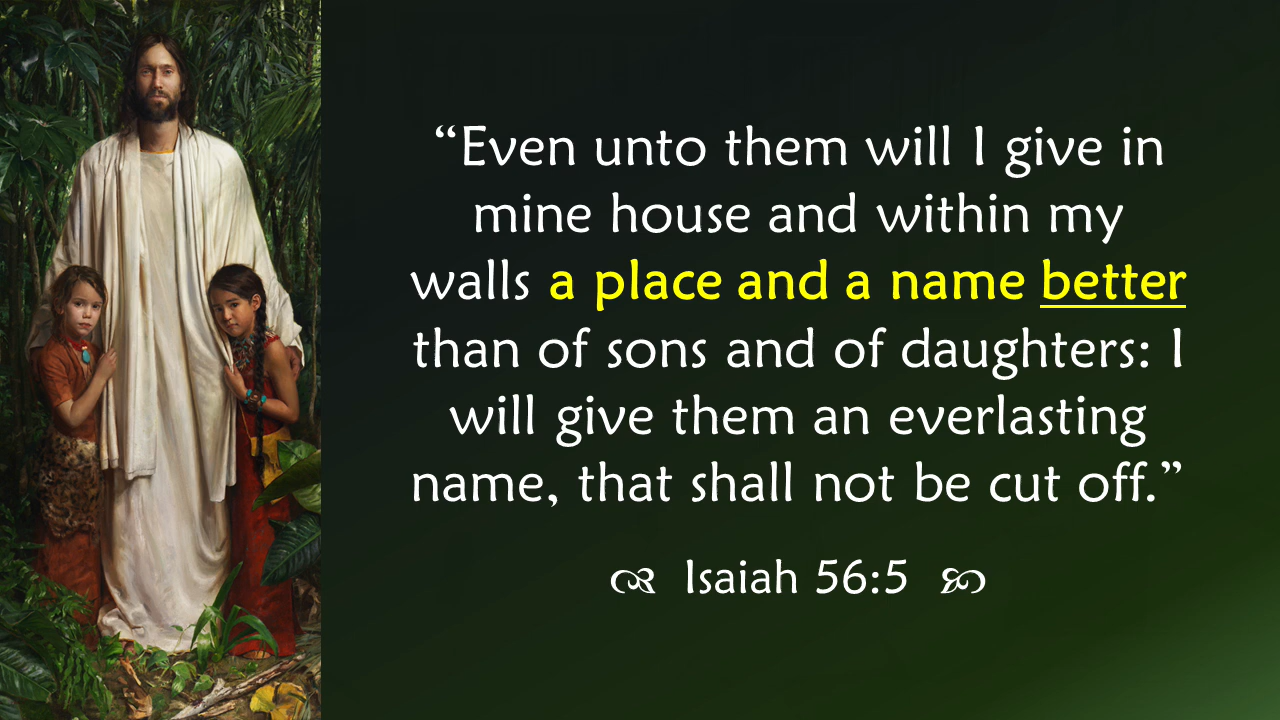 “Even unto them will I give in
mine house and within my
walls a place and a name better
than of sons and of daughters: I
will give them an everlasting
name, that shall not be cut off.”
Isaiah 56:5